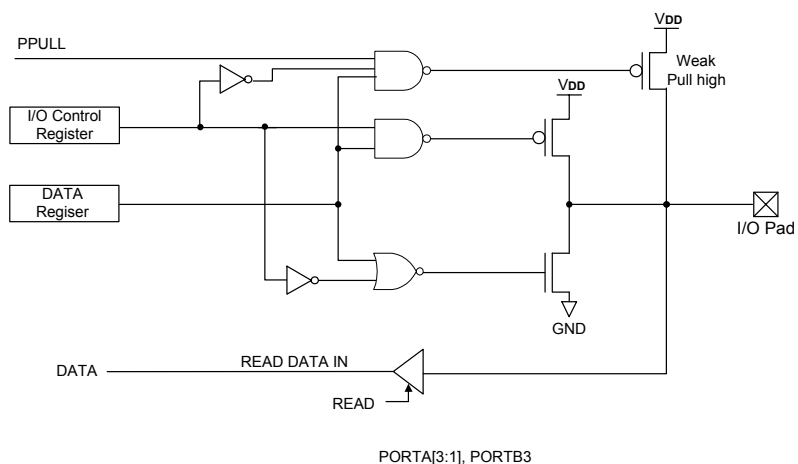 VDD
PPULL
Weak
Pull high
VDD
I/O Control
Register
DATA
Regiser
I/O Pad
GND
READ DATA IN
DATA
READ
PORTA[3:1], PORTB3